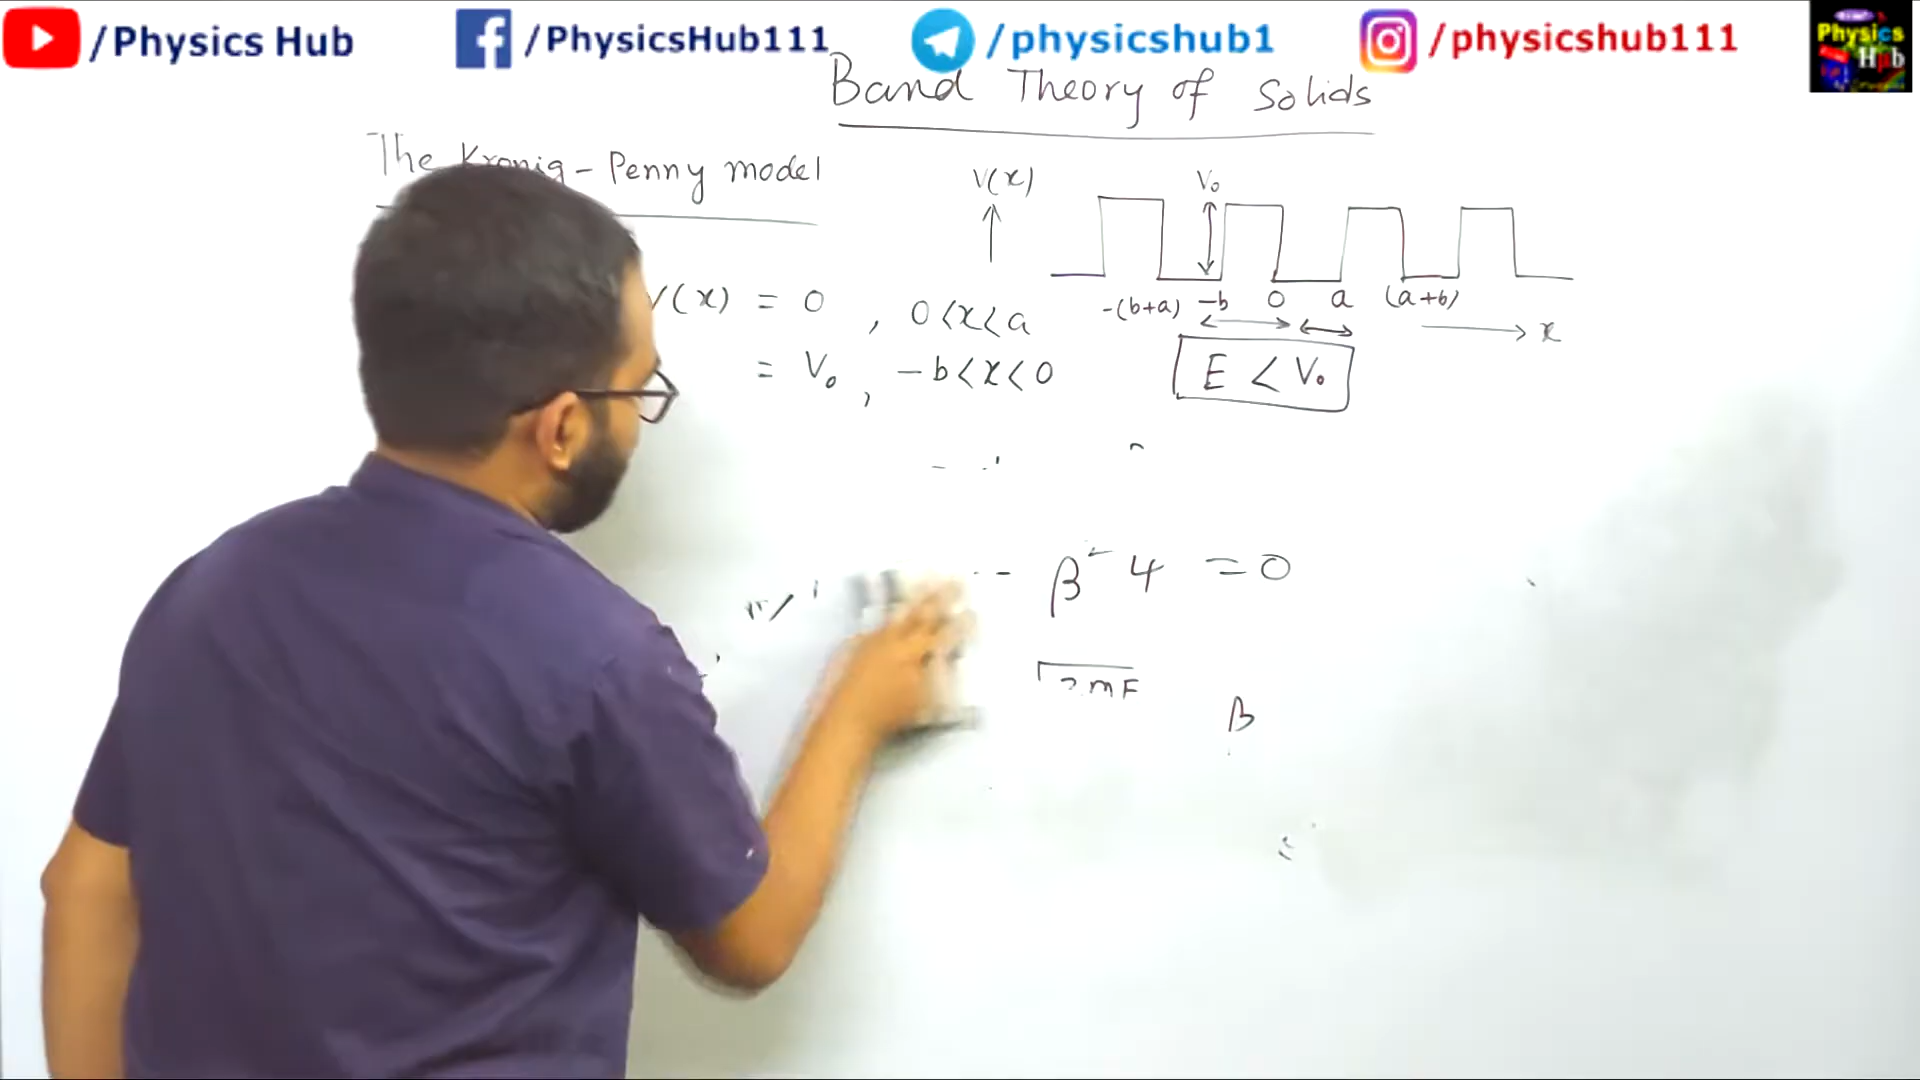 /Physics Hub
/PhysicsHub111
/physicshub1
/physicshub111
Physics Hub
Band Theory of Solids
The Kronig - Penny model
V(x)
V₀
-(b+a) -b 0 a (a+b)
x
V(x) = 0 , 0<x<a
= V₀ , -b<x<0
E < V₀
β² ψ = 0
√2mE
β